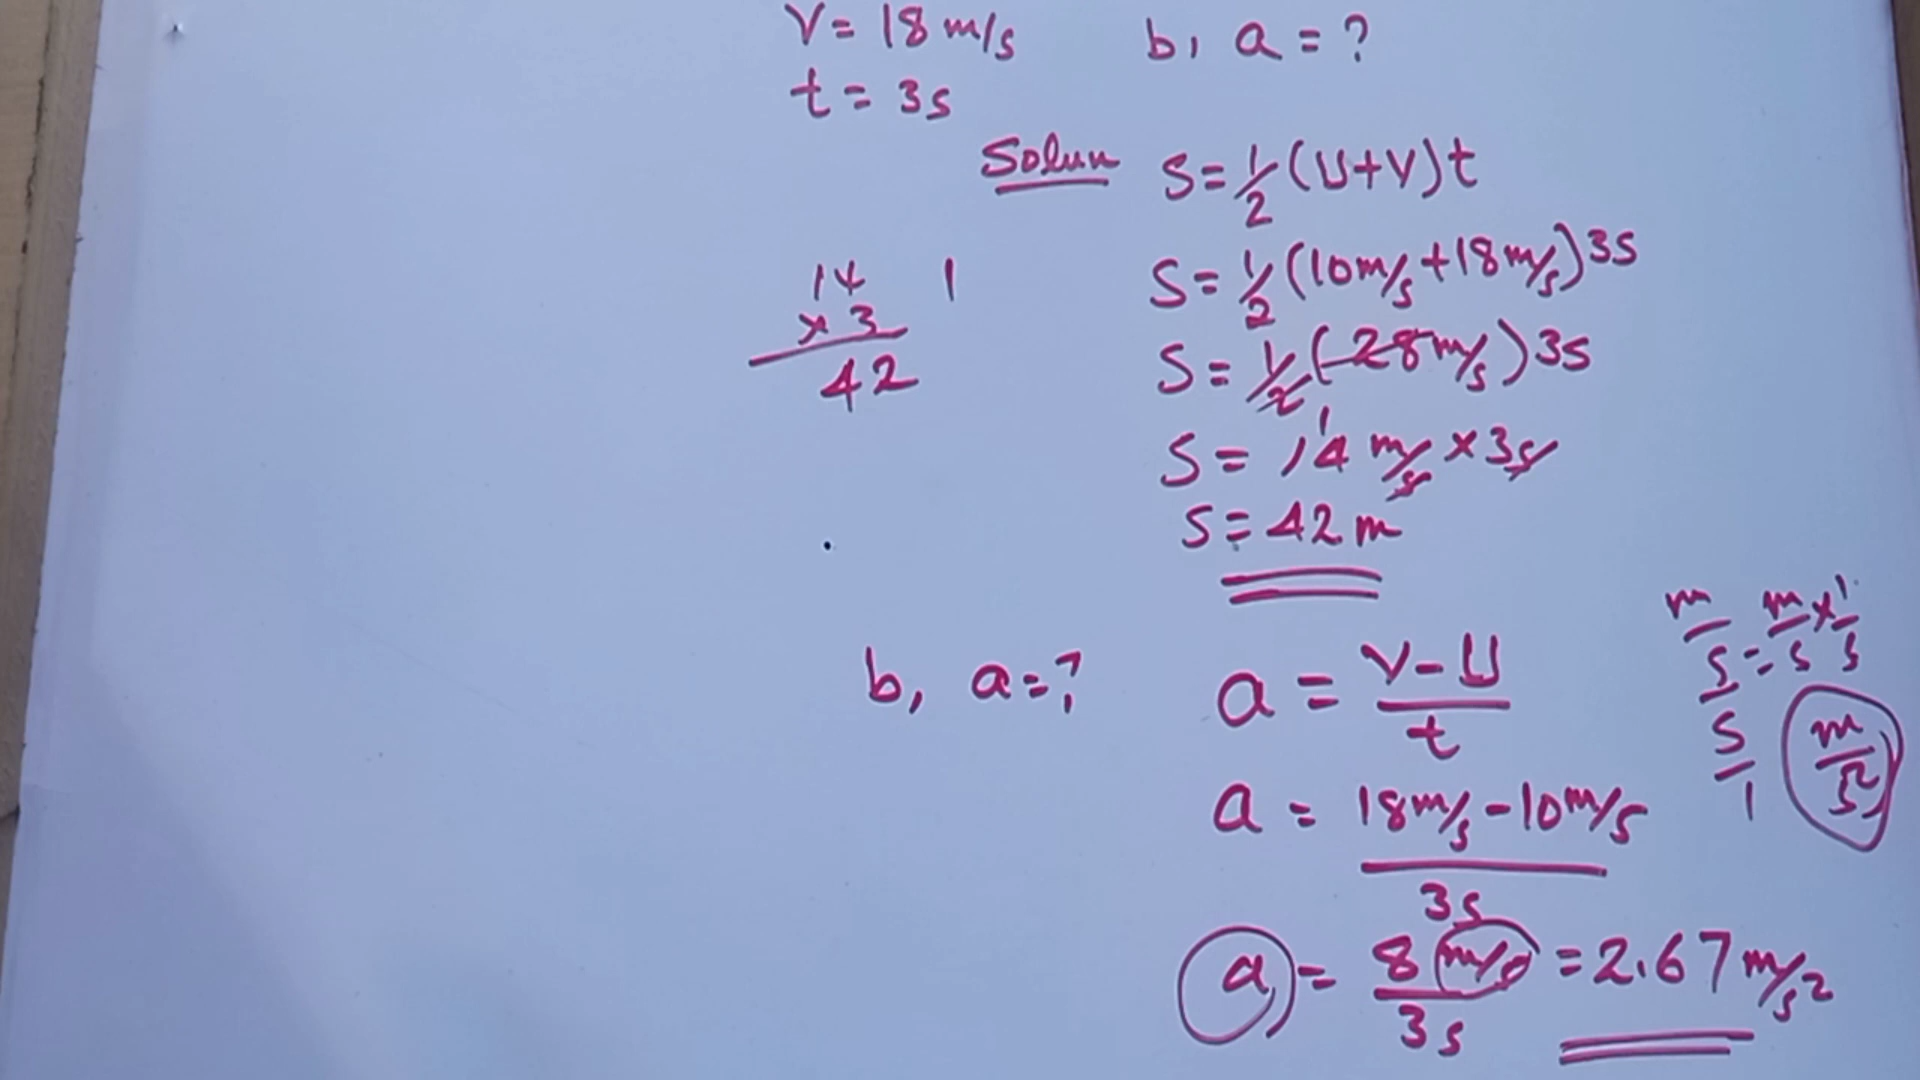 V = 18 m/s b, a = ?
t = 3s
Solun S = 1/2 (U+V)t
S = 1/2 (10m/s + 18m/s) 3s
14 1
× 3
42
S = 1/2 (28m/s) 3s
1
S = 14 m/s × 3s
S = 42 m
b, a = ? a = V - U / t
m/s / s/1 = m/s × 1/s
m/s²
a = 18m/s - 10m/s / 3s
a = 8 m/s / 3s = 2.67 m/s²